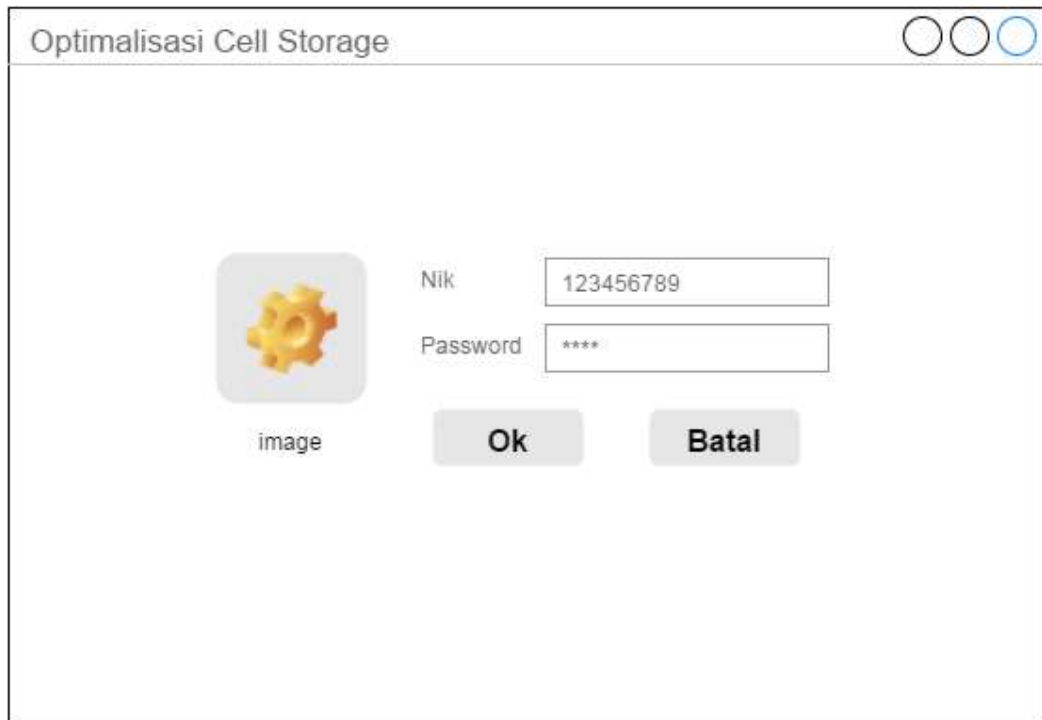 Optimalisasi Cell Storage
Nik
123456789
Password
****
image
Ok
Batal